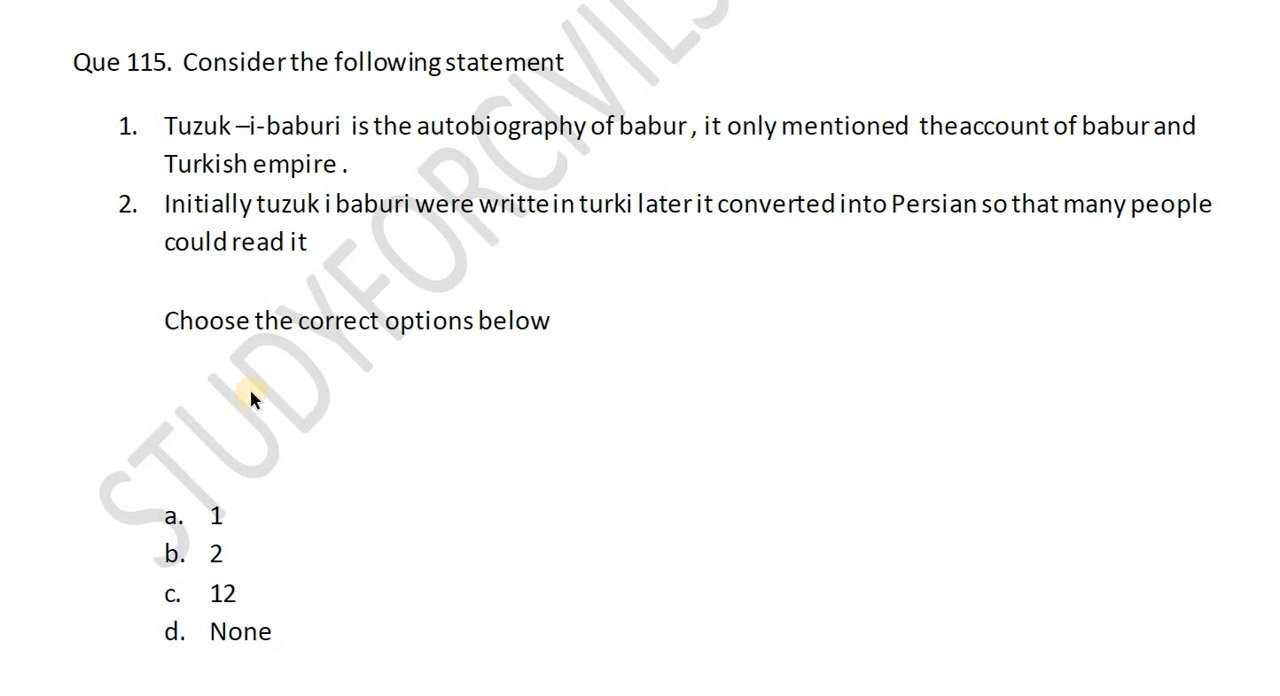 Que 115. Consider the following statement
1. Tuzuk –i-baburi is the autobiography of babur , it only mentioned theaccount of babur and
Turkish empire .
2. Initially tuzuk i baburi were writte in turki later it converted into Persian so that many people
could read it
Choose the correct options below
a. 1
b. 2
c. 12
d. None
STUDYFORCIVILS